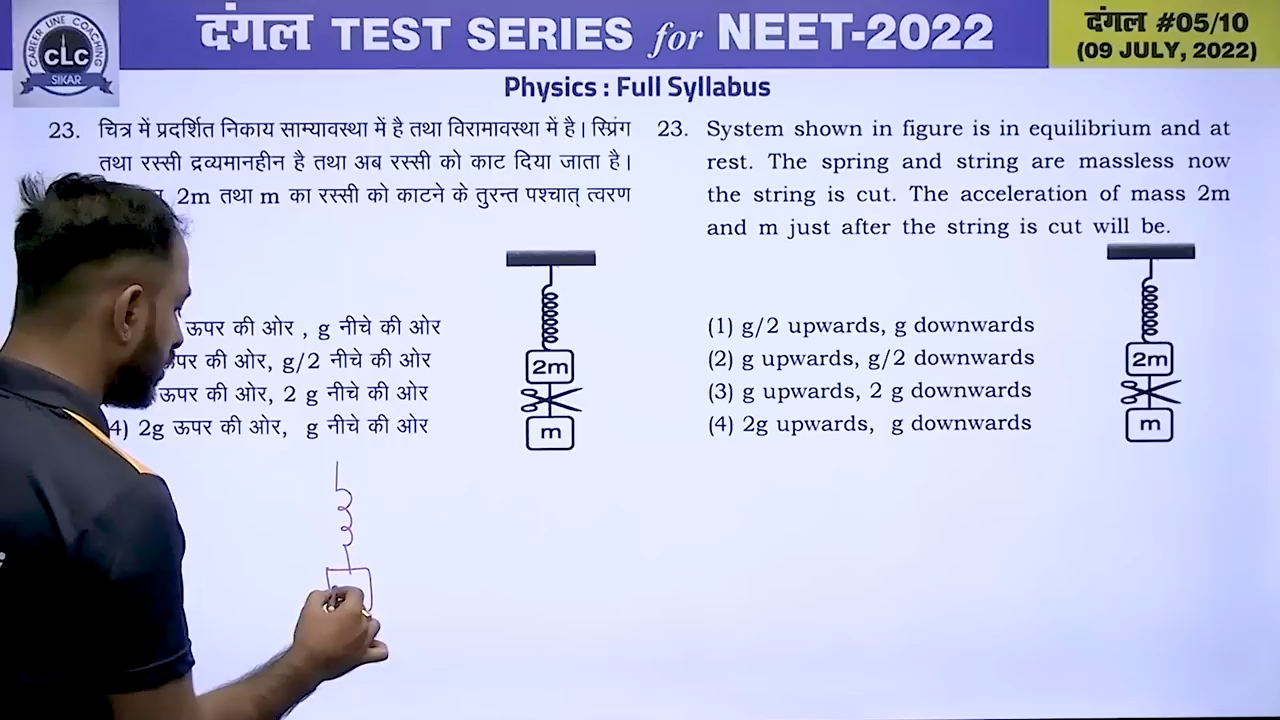 CAREER LINE COACHING
CLC
SIKAR
दंगल TEST SERIES for NEET-2022
दंगल #05/10
(09 JULY, 2022)
Physics : Full Syllabus
23. चित्र में प्रदर्शित निकाय साम्यावस्था में है तथा विरामावस्था में है। स्प्रिंग
तथा रस्सी द्रव्यमानहीन है तथा अब रस्सी को काट दिया जाता है।
2m तथा m का रस्सी को काटने के तुरन्त पश्चात् त्वरण
ऊपर की ओर , g नीचे की ओर
की ओर, g/2 नीचे की ओर
ऊपर की ओर, 2 g नीचे की ओर
4) 2g ऊपर की ओर, g नीचे की ओर
2m
m
23. System shown in figure is in equilibrium and at
rest. The spring and string are massless now
the string is cut. The acceleration of mass 2m
and m just after the string is cut will be.
(1) g/2 upwards, g downwards
(2) g upwards, g/2 downwards
(3) g upwards, 2 g downwards
(4) 2g upwards, g downwards
2m
m